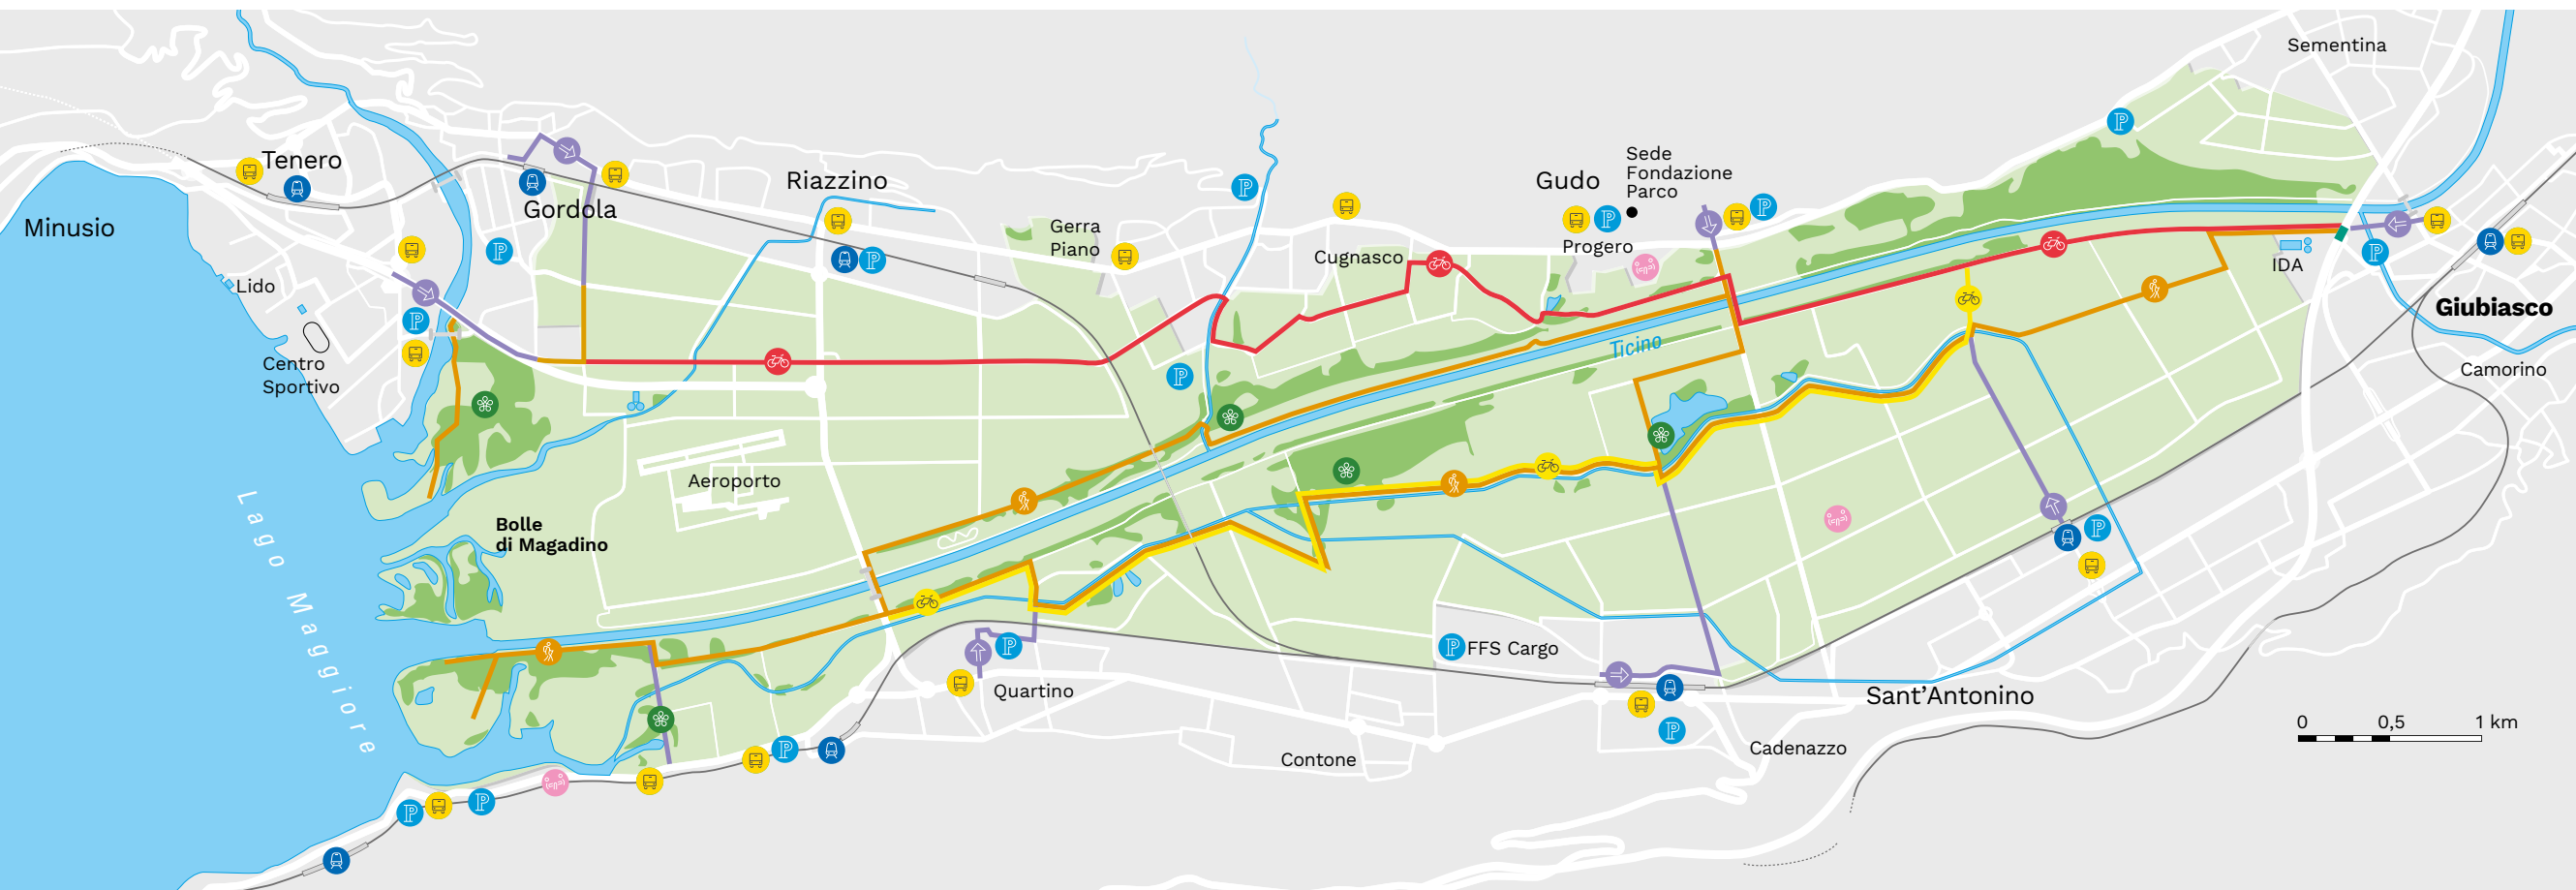 Sementina
Tenero
Sede
Fondazione
Parco
Riazzino
Gudo
Gordola
Minusio
Gerra
Piano
Progero
Cugnasco
IDA
Lido
Giubiasco
Ticino
Centro
Sportivo
Camorino
Aeroporto
Lago Maggiore
Bolle
di Magadino
FFS Cargo
Quartino
Sant'Antonino
0 0,5 1 km
Cadenazzo
Contone